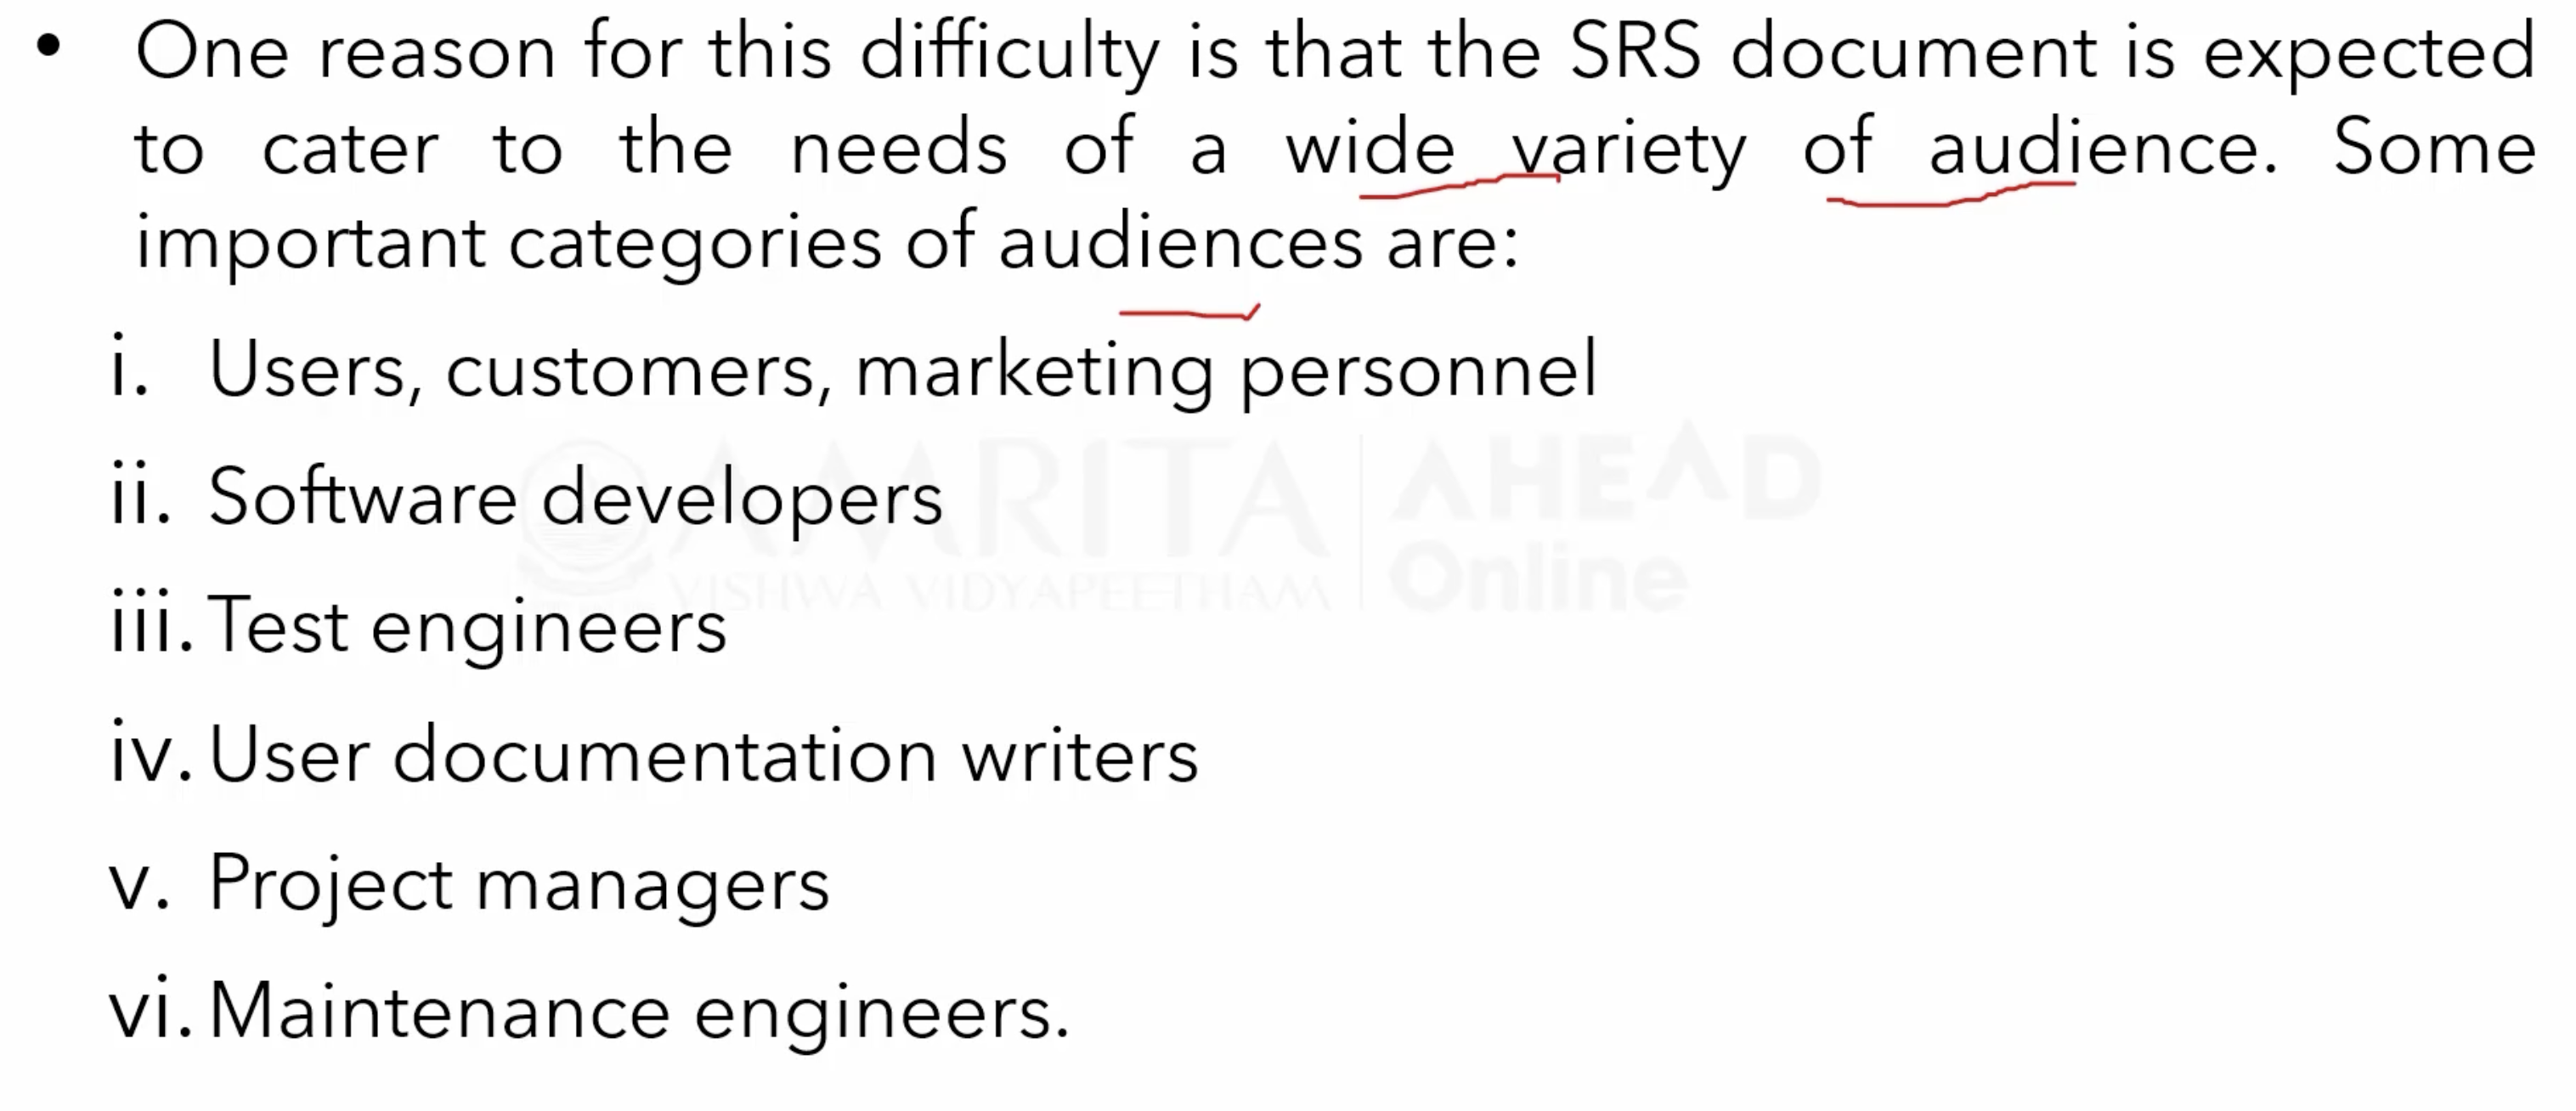 • One reason for this difficulty is that the SRS document is expected
to cater to the needs of a wide variety of audience. Some
important categories of audiences are:
i. Users, customers, marketing personnel
ii. Software developers
AMRITA AHEAD
VISHWA VIDYAPEETHAM Online
iii. Test engineers
iv. User documentation writers
v. Project managers
vi. Maintenance engineers.